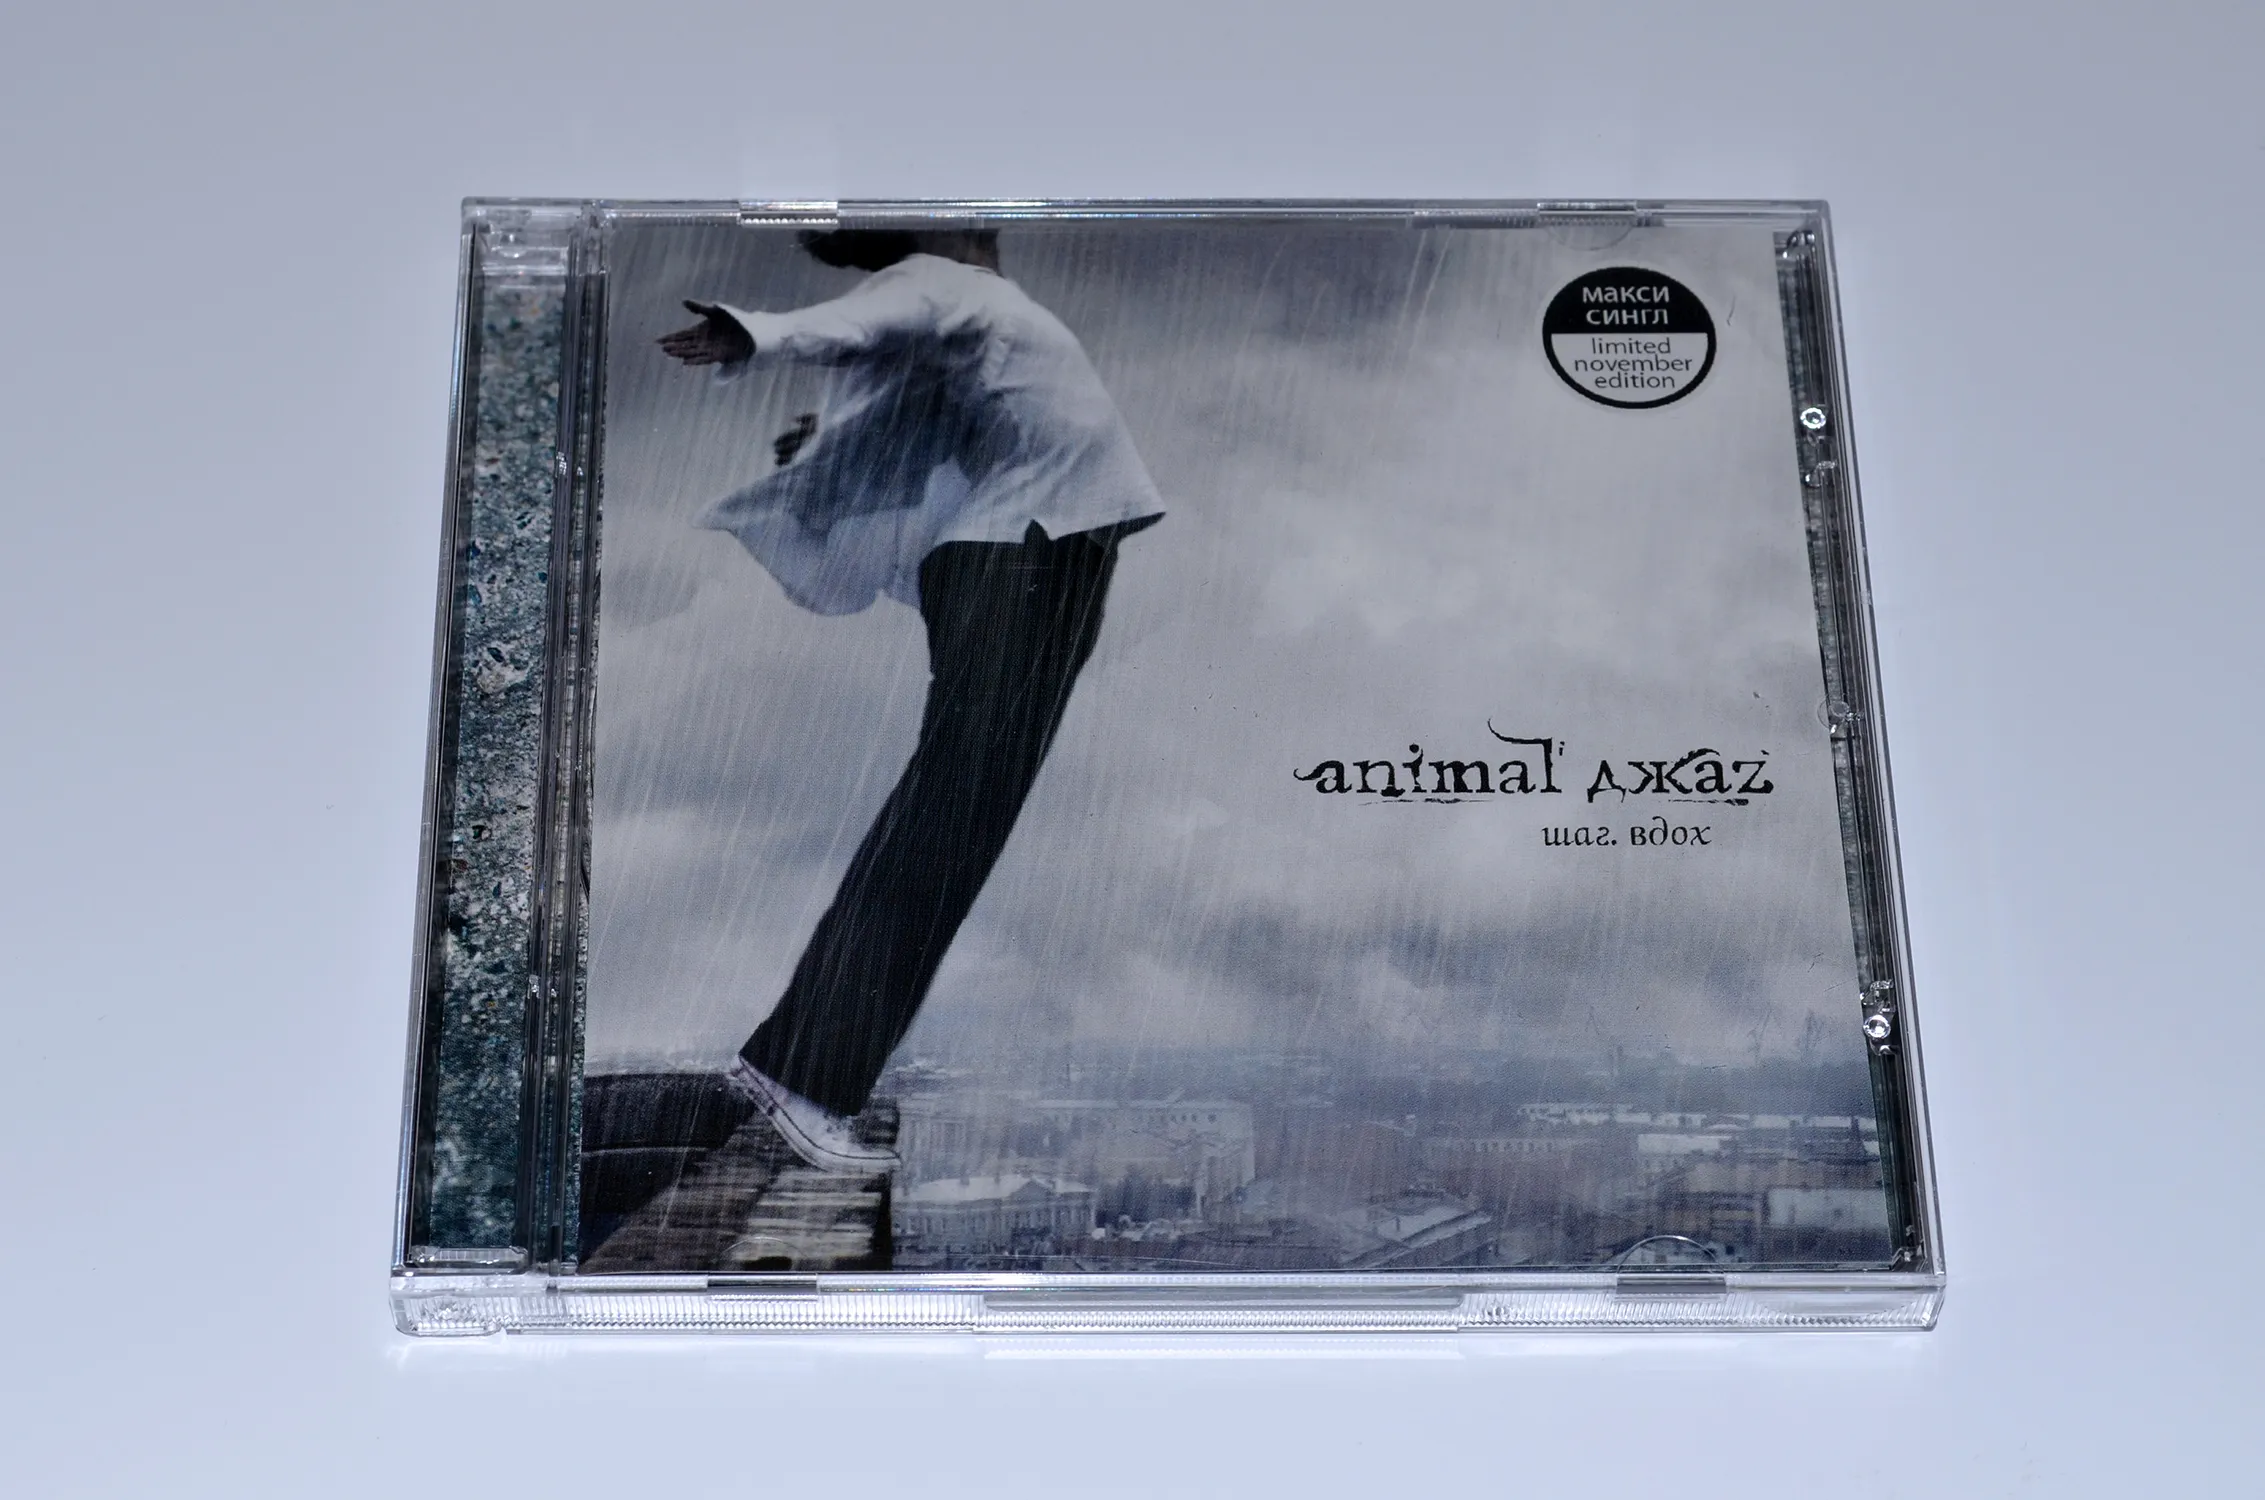 макси
сингл
limited
november
edition
animal джаz
шаг. вдох